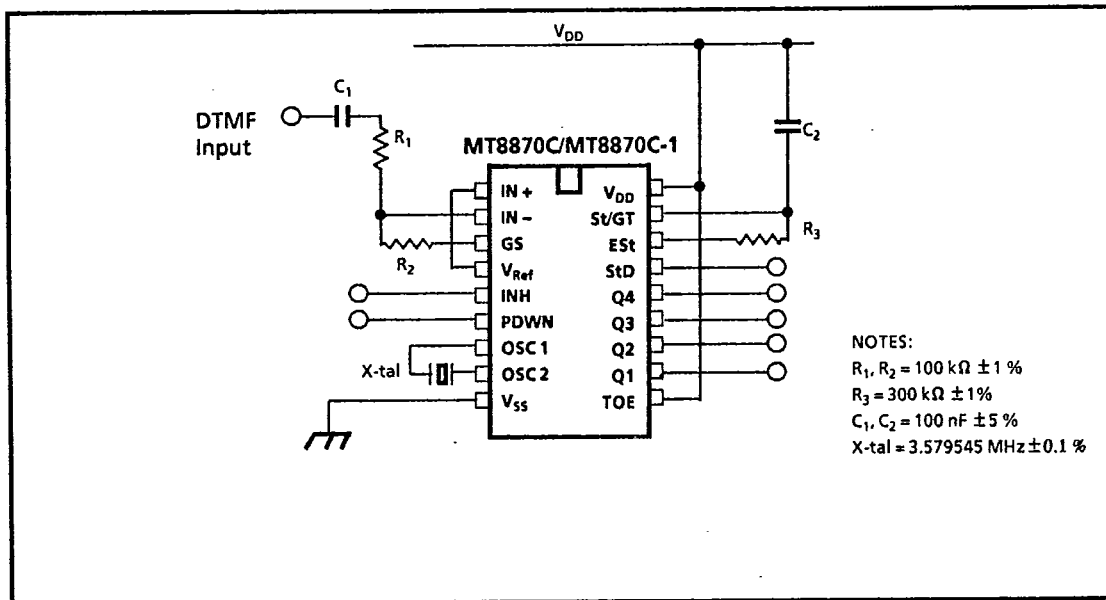 V_DD
C₁
DTMF
Input
R₁
C₂
MT8870C/MT8870C-1
IN +
IN −
GS
V_Ref
INH
PDWN
OSC 1
OSC 2
V_SS
V_DD
St/GT
ESt
StD
Q4
Q3
Q2
Q1
TOE
R₂
R₃
X-tal
NOTES:
R₁, R₂ = 100 kΩ ± 1 %
R₃ = 300 kΩ ± 1%
C₁, C₂ = 100 nF ± 5 %
X-tal = 3.579545 MHz ± 0.1 %